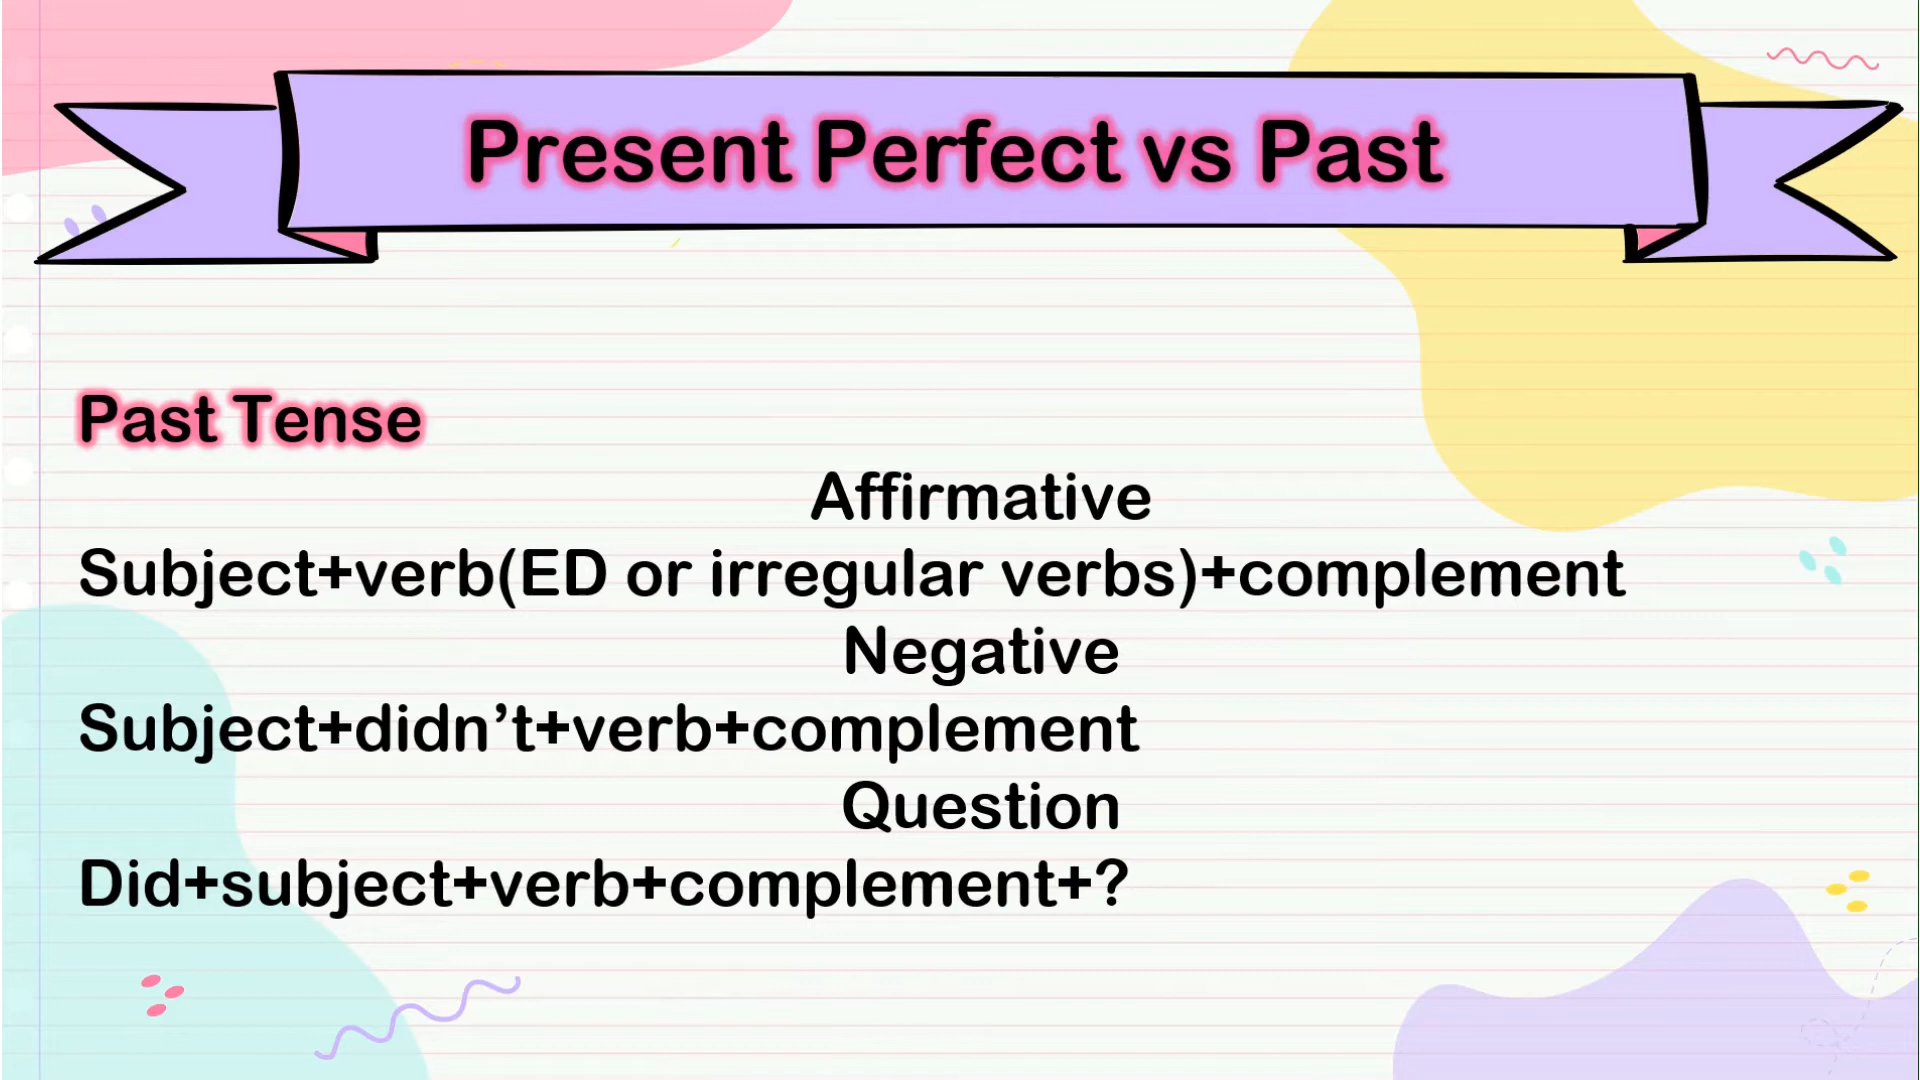 Present Perfect vs Past
Past Tense
Affirmative
Subject+verb(ED or irregular verbs)+complement
Negative
Subject+didn’t+verb+complement
Question
Did+subject+verb+complement+?